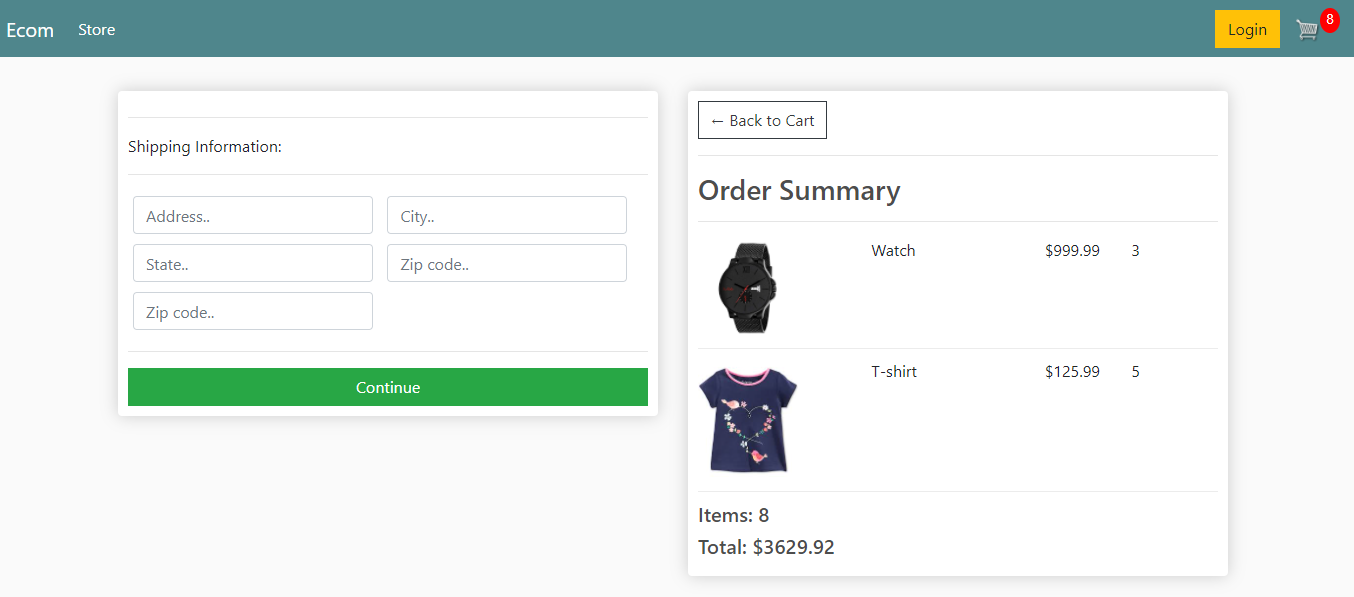 Ecom Store Login 8
Shipping Information:
Address.. City..
State.. Zip code..
Zip code..
Continue
← Back to Cart
Order Summary
Watch $999.99 3
T-shirt $125.99 5
Items: 8
Total: $3629.92